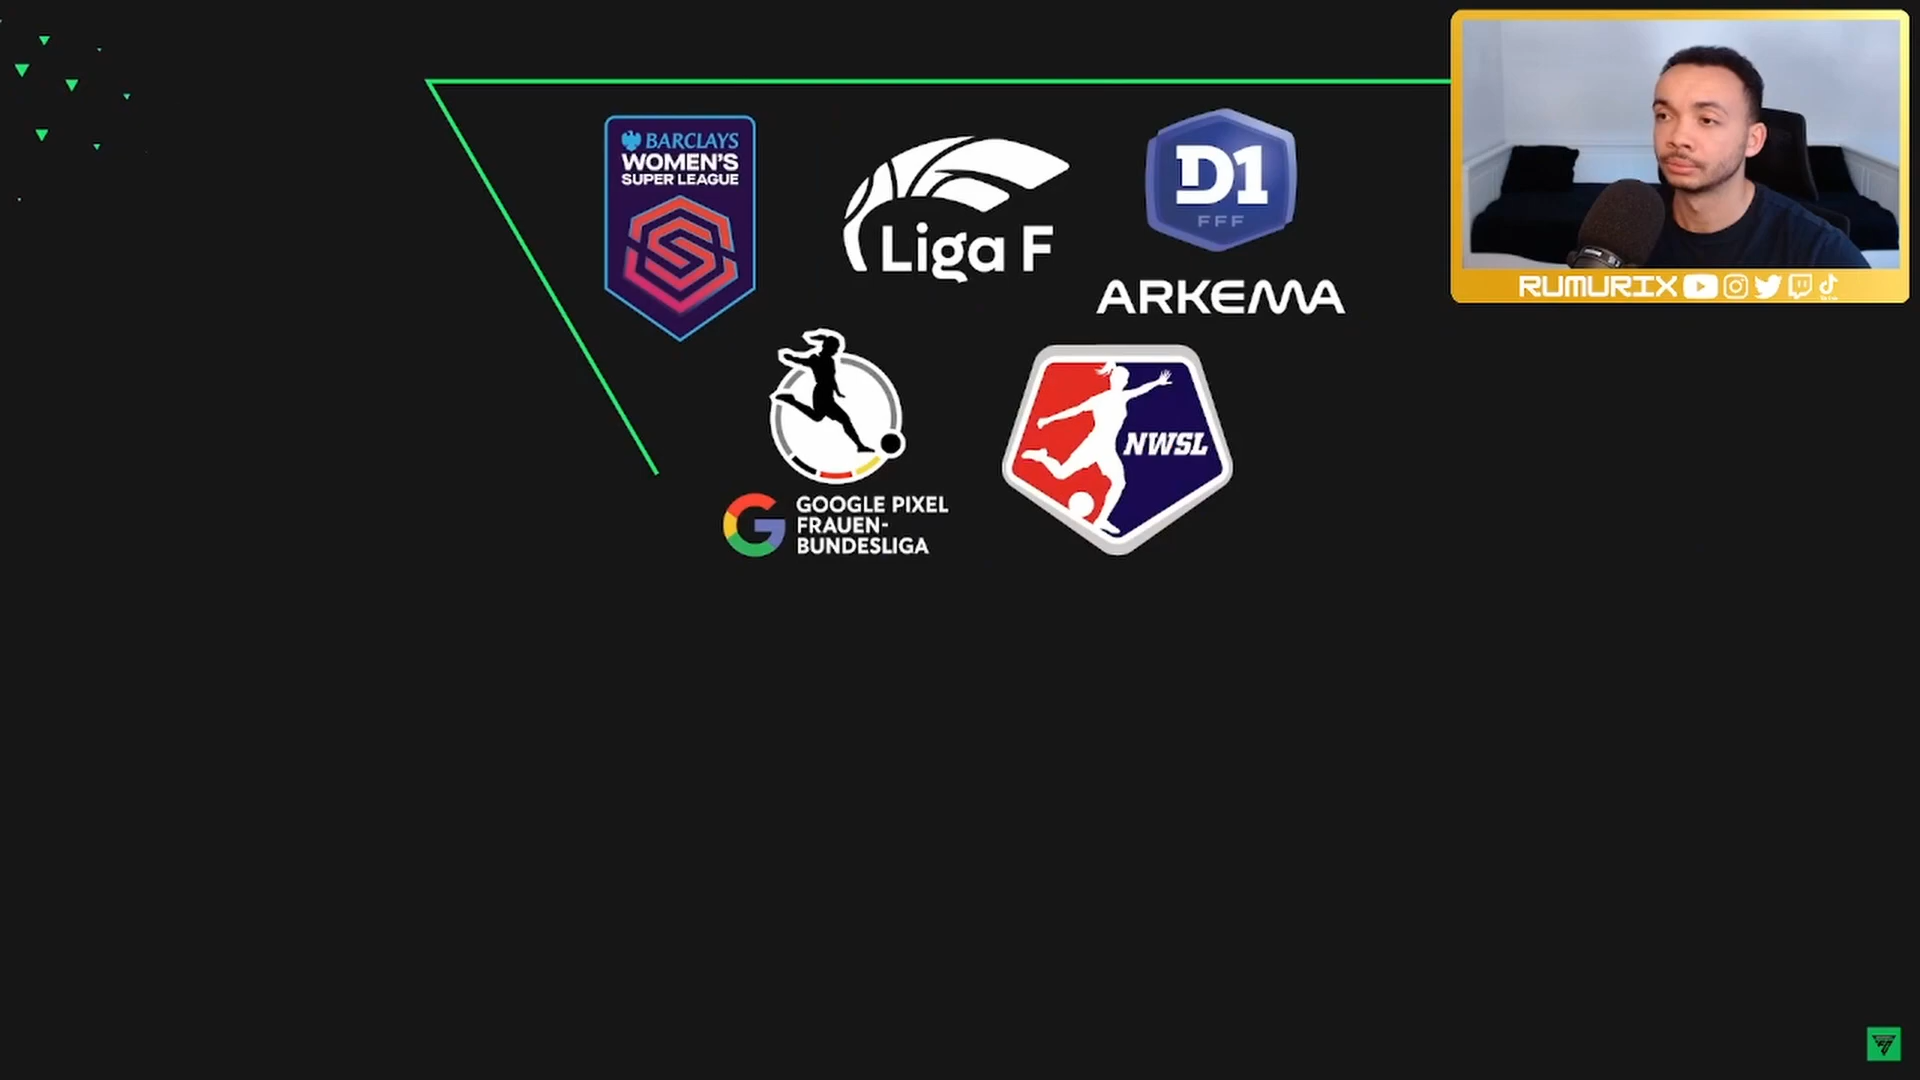 BARCLAYS
WOMEN'S
SUPER LEAGUE
Liga F
D1
FFF
ARKEMA
GOOGLE PIXEL
FRAUEN-
BUNDESLIGA
NWSL
RUMURIX